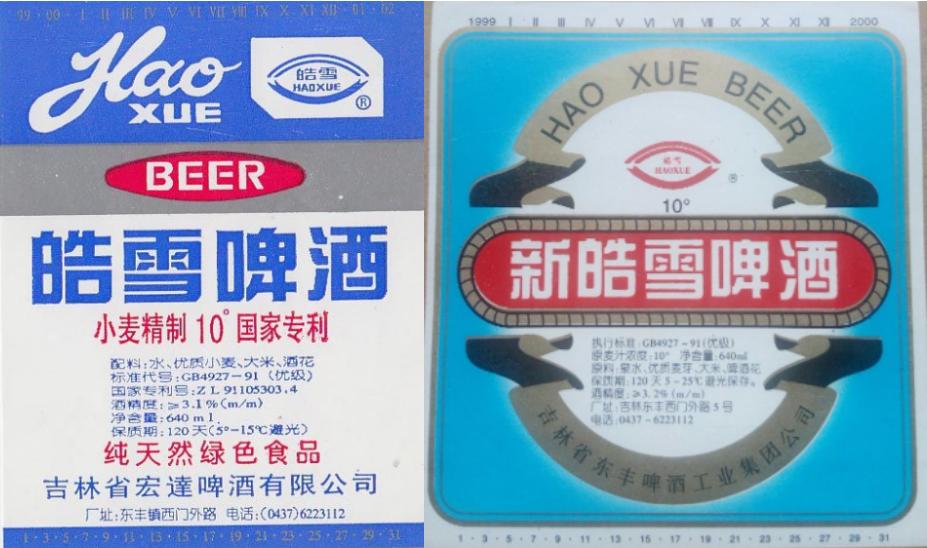 99 · 00 · I · II · III · IV · V · VI · VII · VIII · IX · X · XI · XII · 01 · 02
Hao
XUE
皓雪
HAOXUE
®
BEER
皓雪啤酒
小麦精制10°国家专利
配料:水、优质小麦、大米、酒花
标准代号:GB4927-91 (优级)
国家专利号:ZL 91105303.4
酒精度:≥3.1%(m/m)
净含量:640ml.
保质期:120天(5°-15℃避光)
纯天然绿色食品
吉林省宏達啤酒有限公司
厂址:东丰镇西门外路 电话:(0437)6223112
1·3·5·7·9·11·13·15·17·19·21·23·25·27·29·31
1999 I II III IV V VI VII VIII IX X XI XII 2000
HAO XUE BEER
皓雪
HAOXUE
®
10°
新皓雪啤酒
执行标准:GB4927-91(优级)
原麦汁浓度:10° 净含量:640ml
原料:泉水、优质麦芽、大米、啤酒花
保质期:120天5-25℃避光保存。
酒精度:≥3.2%(m/m)
厂址:吉林东丰西门外路5号
电话:0437-6223112
吉林省东丰啤酒工业集团公司
1·3·5·7·9·11·13·15·17·19·21·23·25·27·29·31